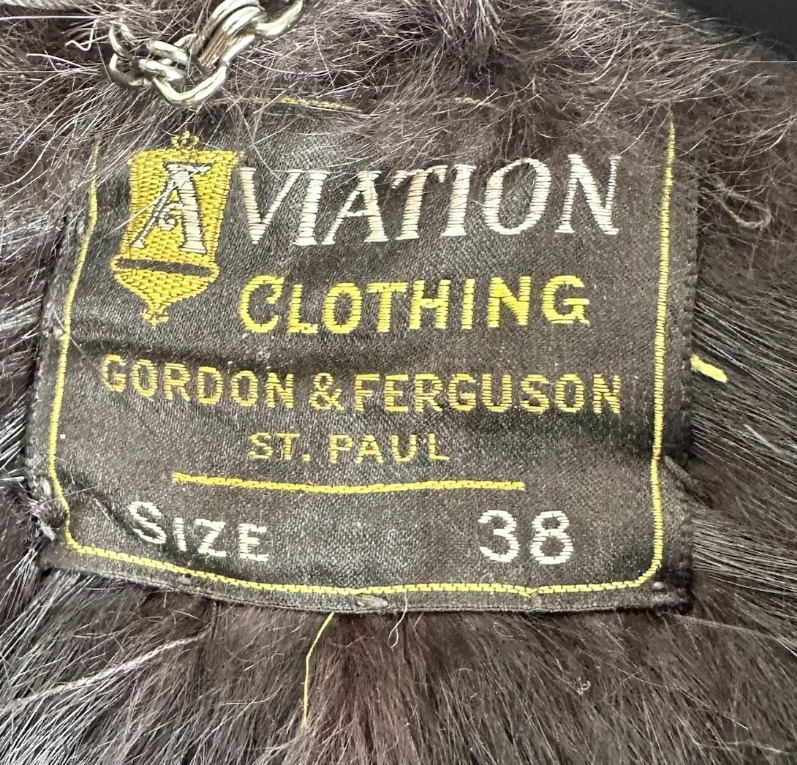 AVIATION
CLOTHING
GORDON & FERGUSON
ST. PAUL
SIZE 38